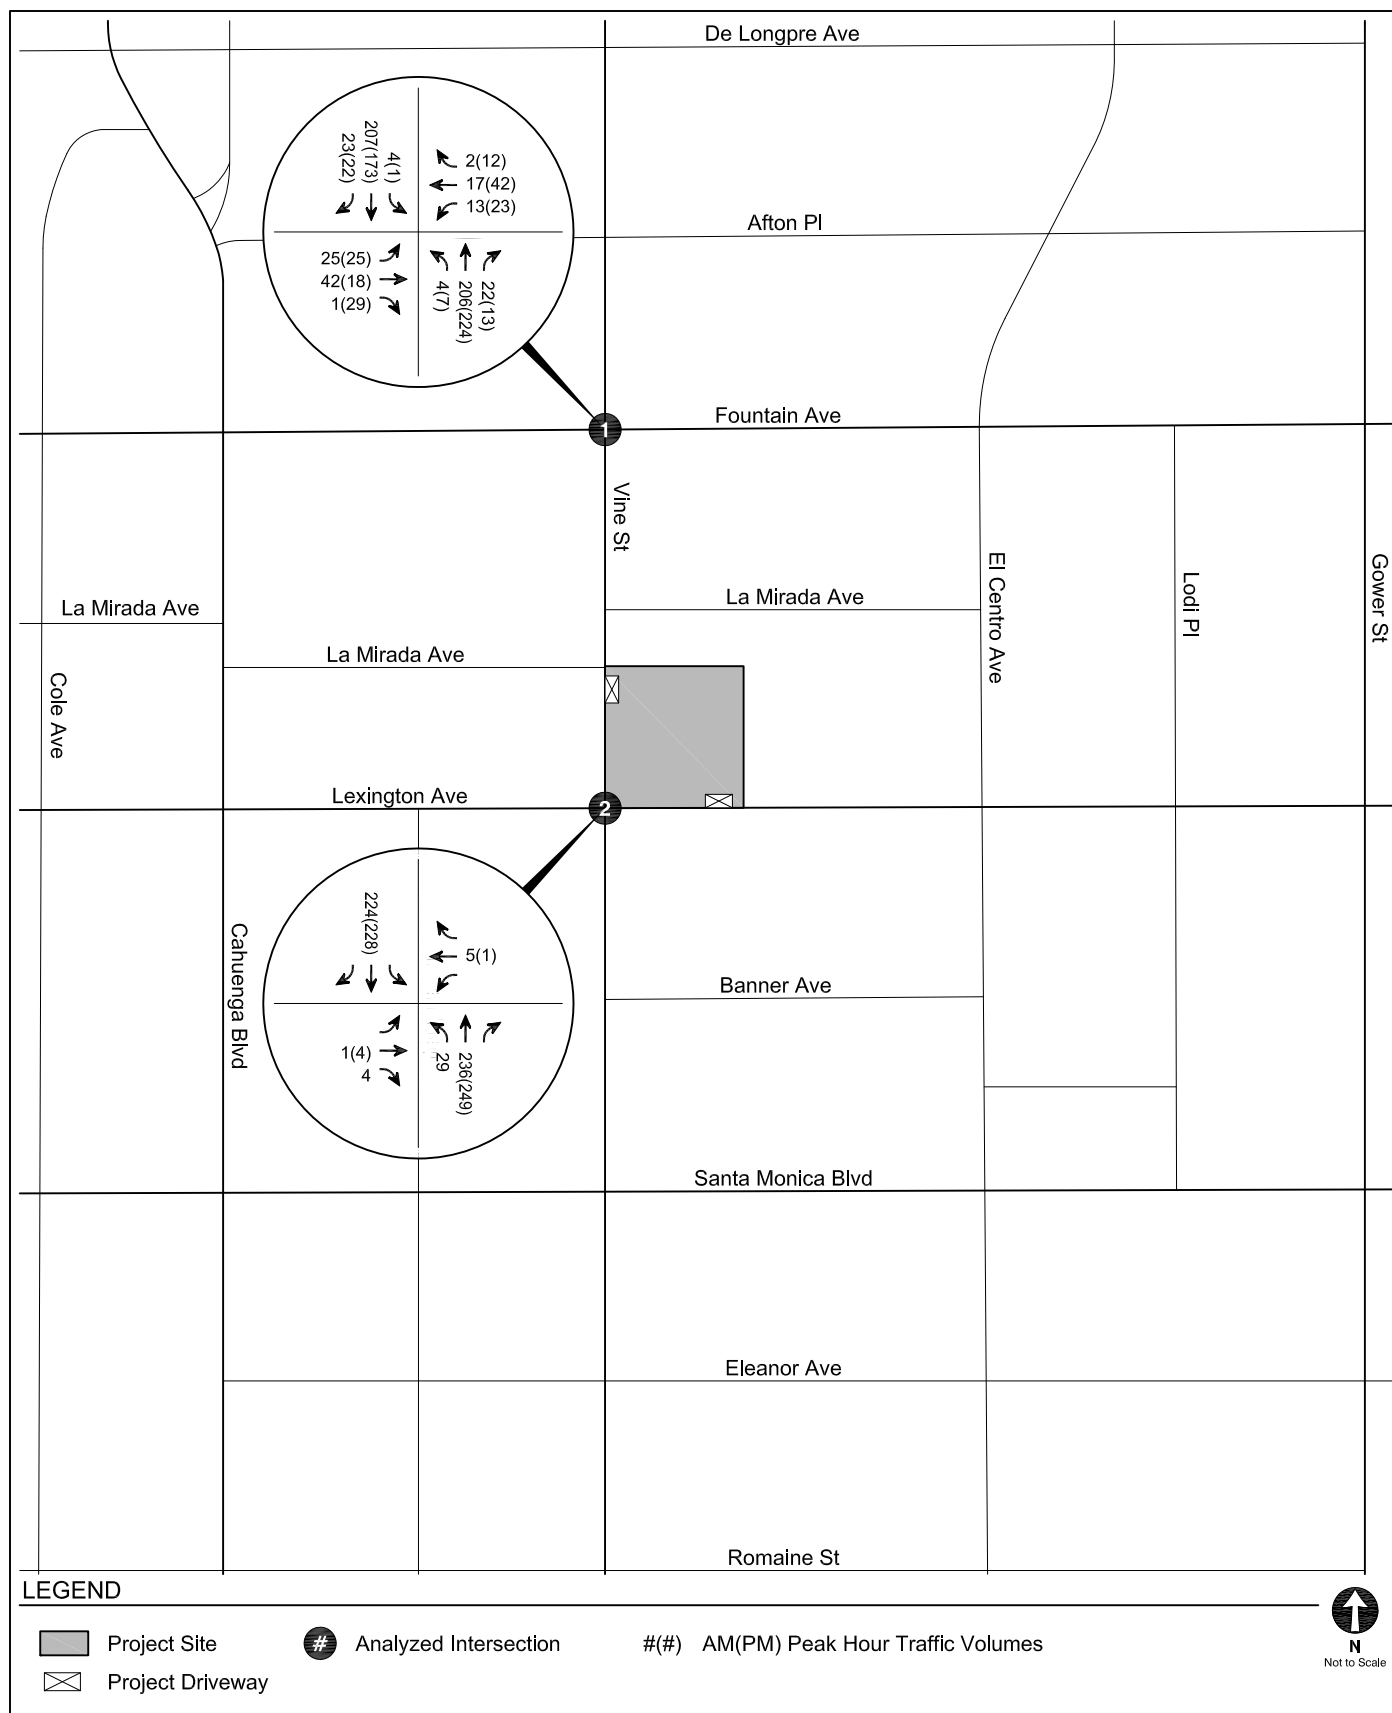 De Longpre Ave
207(173)
23(22)
4(1)
2(12)
17(42)
13(23)
Afton Pl
25(25)
42(18)
1(29)
4(7)
206(224)
22(13)
Fountain Ave
1
Vine St
El Centro Ave
Lodi Pl
Gower St
La Mirada Ave
La Mirada Ave
La Mirada Ave
Cole Ave
Lexington Ave
2
224(228)
5(1)
Cahuenga Blvd
Banner Ave
1(4)
4
29
236(249)
Santa Monica Blvd
Eleanor Ave
Romaine St
LEGEND
Project Site
# Analyzed Intersection
#(#) AM(PM) Peak Hour Traffic Volumes
Project Driveway
N
Not to Scale